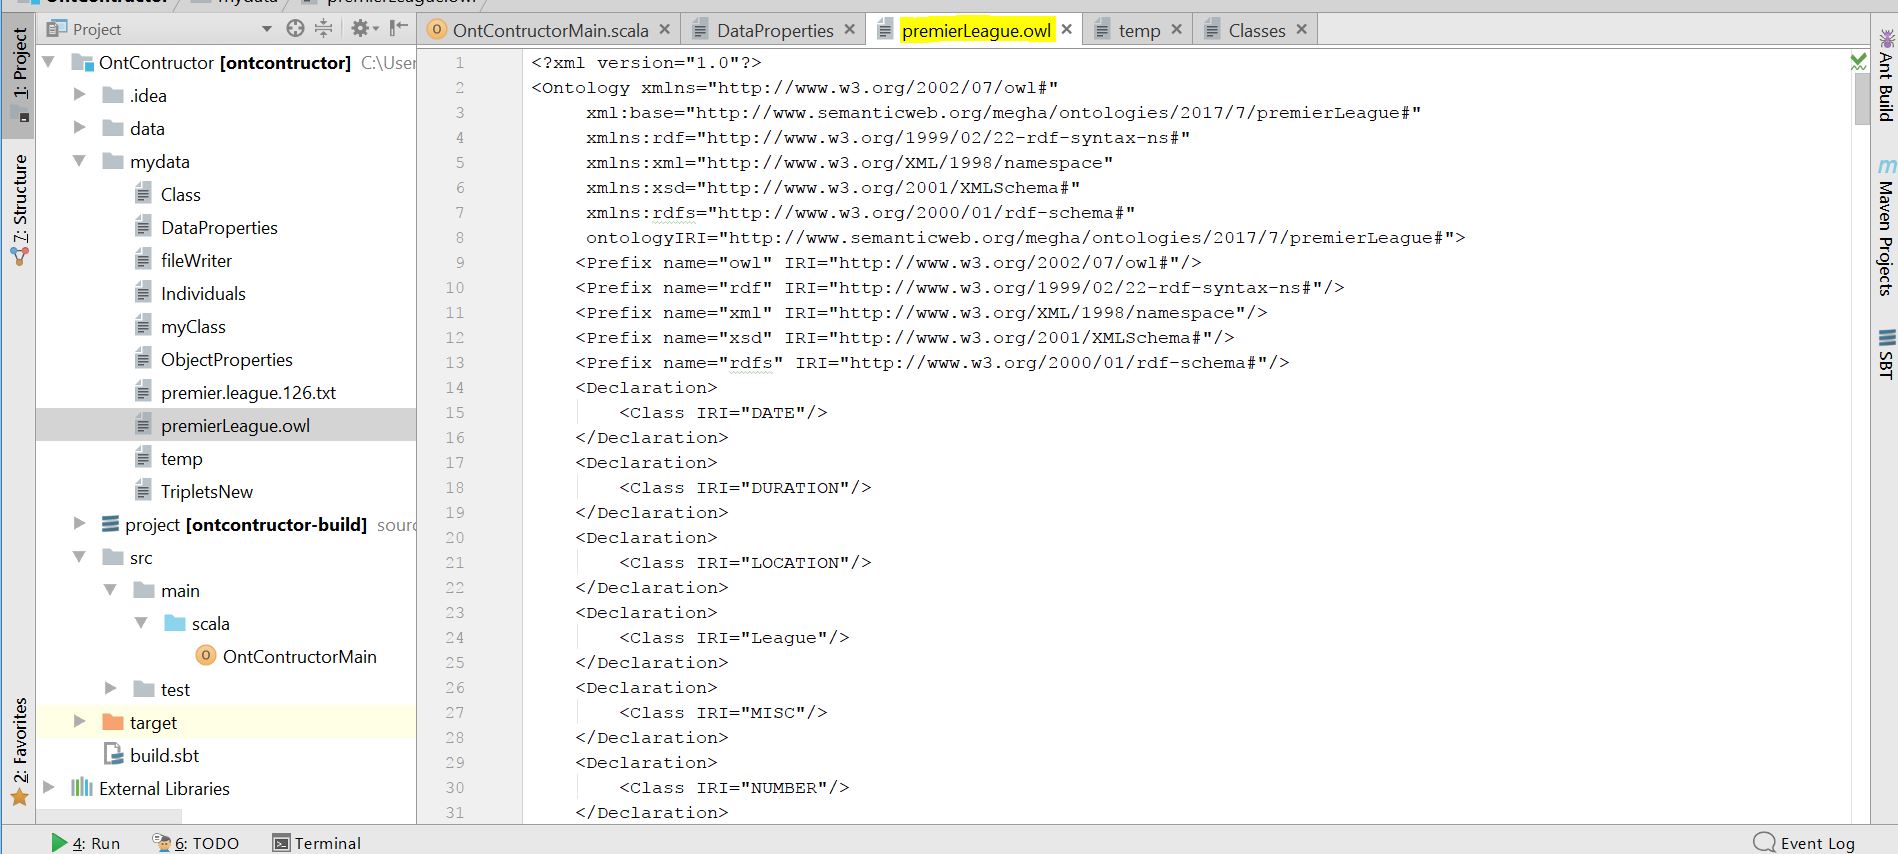 OntContructor mydata premierLeague.owl
Project
OntContructorMain.scala
DataProperties
premierLeague.owl
temp
Classes
1: Project
7: Structure
2: Favorites
OntContructor [ontcontructor] C:\User
.idea
data
mydata
Class
DataProperties
fileWriter
Individuals
myClass
ObjectProperties
premier.league.126.txt
premierLeague.owl
temp
TripletsNew
project [ontcontructor-build] sourc
src
main
scala
OntContructorMain
test
target
build.sbt
External Libraries
1 <?xml version="1.0"?>
2 <Ontology xmlns="http://www.w3.org/2002/07/owl#"
3 xml:base="http://www.semanticweb.org/megha/ontologies/2017/7/premierLeague#"
4 xmlns:rdf="http://www.w3.org/1999/02/22-rdf-syntax-ns#"
5 xmlns:xml="http://www.w3.org/XML/1998/namespace"
6 xmlns:xsd="http://www.w3.org/2001/XMLSchema#"
7 xmlns:rdfs="http://www.w3.org/2000/01/rdf-schema#"
8 ontologyIRI="http://www.semanticweb.org/megha/ontologies/2017/7/premierLeague#">
9 <Prefix name="owl" IRI="http://www.w3.org/2002/07/owl#"/>
10 <Prefix name="rdf" IRI="http://www.w3.org/1999/02/22-rdf-syntax-ns#"/>
11 <Prefix name="xml" IRI="http://www.w3.org/XML/1998/namespace"/>
12 <Prefix name="xsd" IRI="http://www.w3.org/2001/XMLSchema#"/>
13 <Prefix name="rdfs" IRI="http://www.w3.org/2000/01/rdf-schema#"/>
14 <Declaration>
15 <Class IRI="DATE"/>
16 </Declaration>
17 <Declaration>
18 <Class IRI="DURATION"/>
19 </Declaration>
20 <Declaration>
21 <Class IRI="LOCATION"/>
22 </Declaration>
23 <Declaration>
24 <Class IRI="League"/>
25 </Declaration>
26 <Declaration>
27 <Class IRI="MISC"/>
28 </Declaration>
29 <Declaration>
30 <Class IRI="NUMBER"/>
31 </Declaration>
Ant Build
Maven Projects
SBT
4: Run
6: TODO
Terminal
Event Log